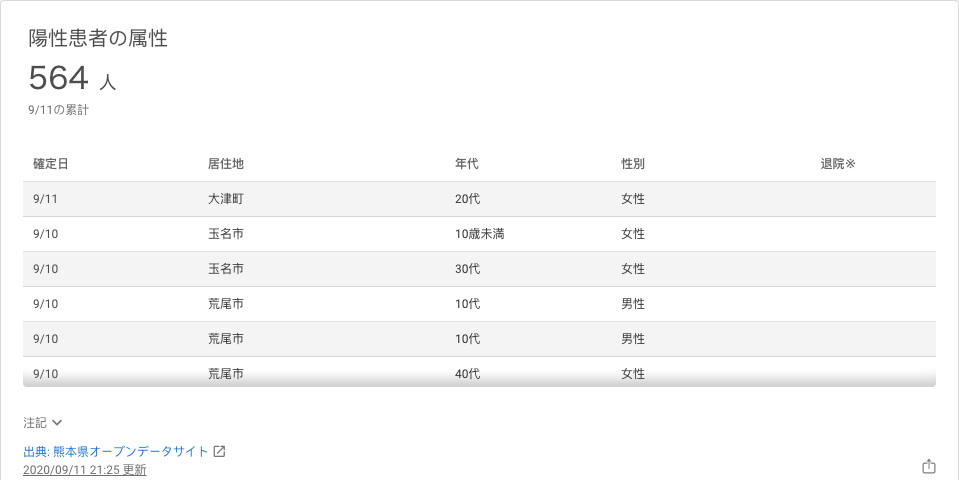 陽性患者の属性
564 人
9/11の累計
確定日 居住地 年代 性別 退院※
9/11 大津町 20代 女性
9/10 玉名市 10歳未満 女性
9/10 玉名市 30代 女性
9/10 荒尾市 10代 男性
9/10 荒尾市 10代 男性
9/10 荒尾市 40代 女性
注記
出典: 熊本県オープンデータサイト
2020/09/11 21:25 更新